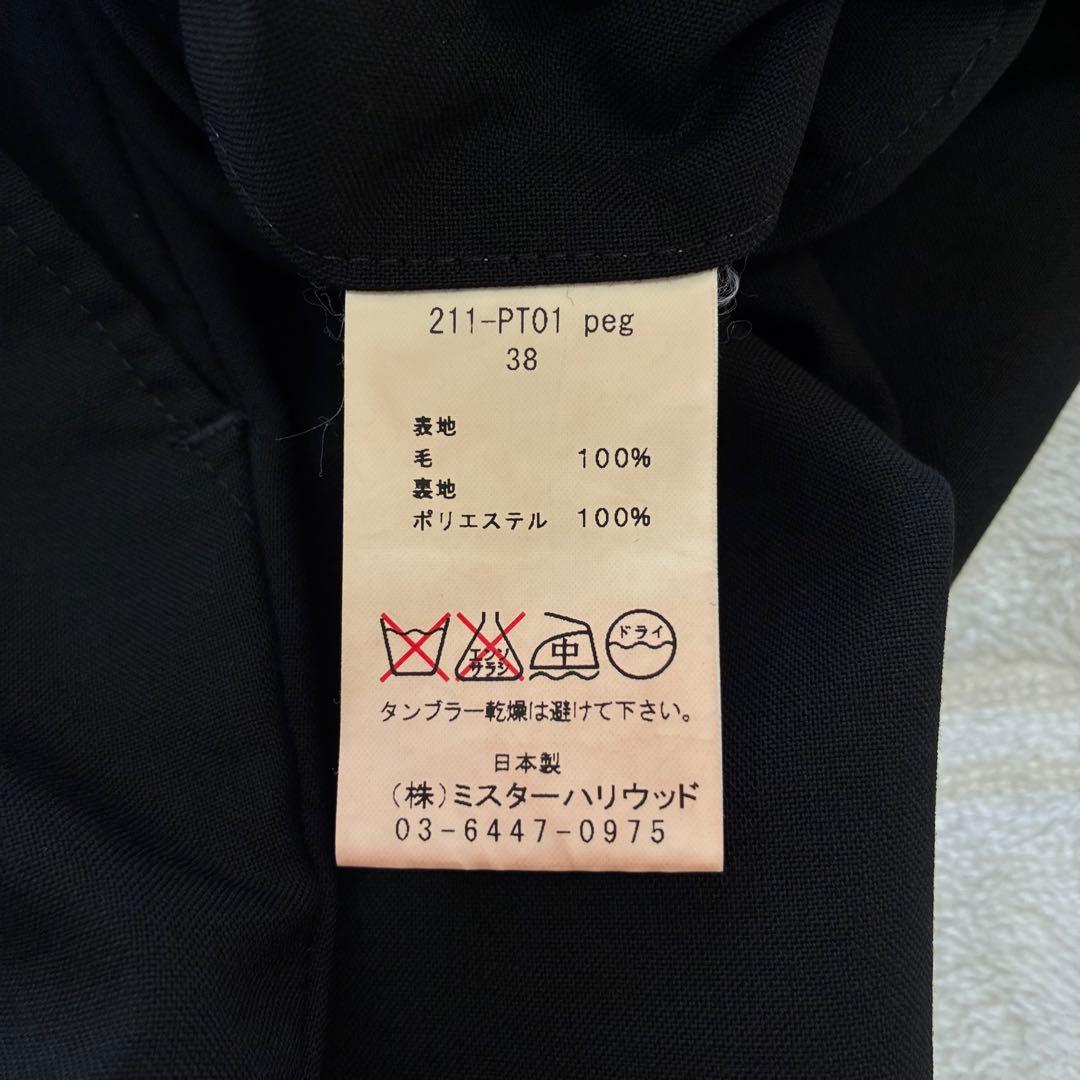 211-PT01 peg
38
表地
毛 100%
裏地
ポリエステル 100%
エンソ
サラシ
中
ドライ
タンブラー乾燥は避けて下さい。
日本製
(株)ミスターハリウッド
03-6447-0975